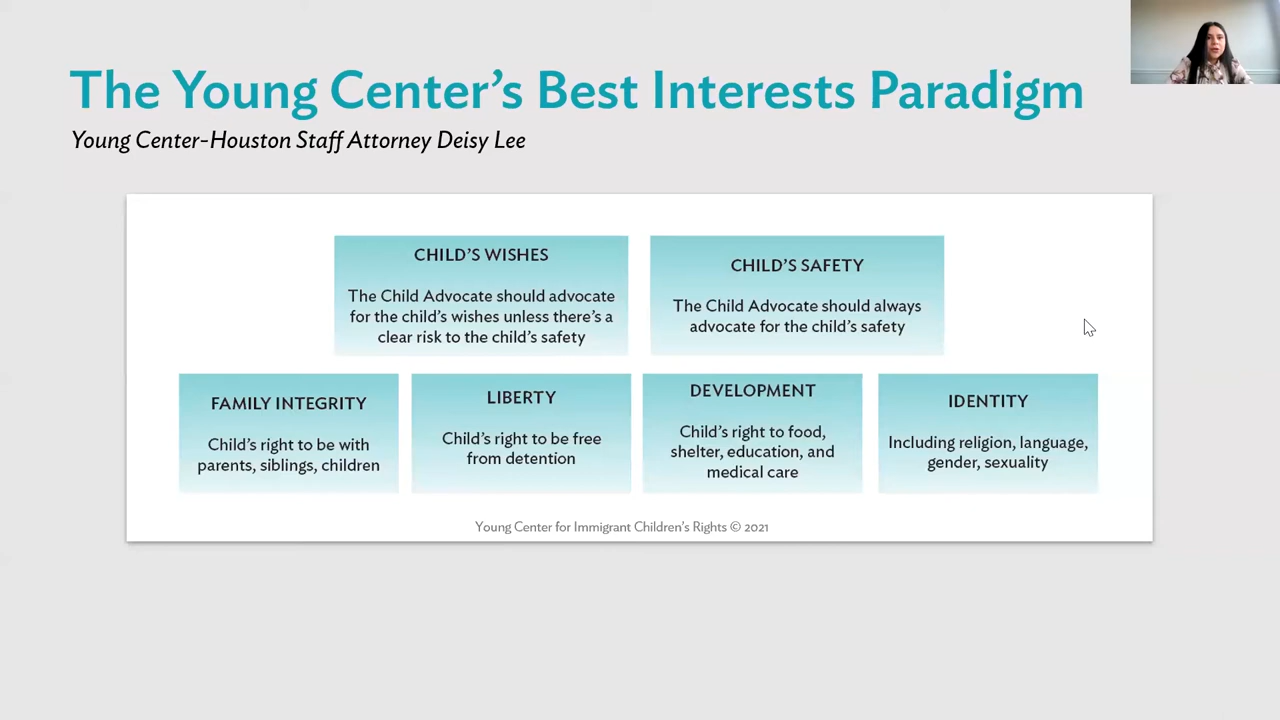 The Young Center's Best Interests Paradigm
Young Center-Houston Staff Attorney Deisy Lee
CHILD'S WISHES
The Child Advocate should advocate
for the child's wishes unless there's a
clear risk to the child's safety
CHILD'S SAFETY
The Child Advocate should always
advocate for the child's safety
FAMILY INTEGRITY
Child's right to be with
parents, siblings, children
LIBERTY
Child's right to be free
from detention
DEVELOPMENT
Child's right to food,
shelter, education, and
medical care
IDENTITY
Including religion, language,
gender, sexuality
Young Center for Immigrant Children's Rights © 2021